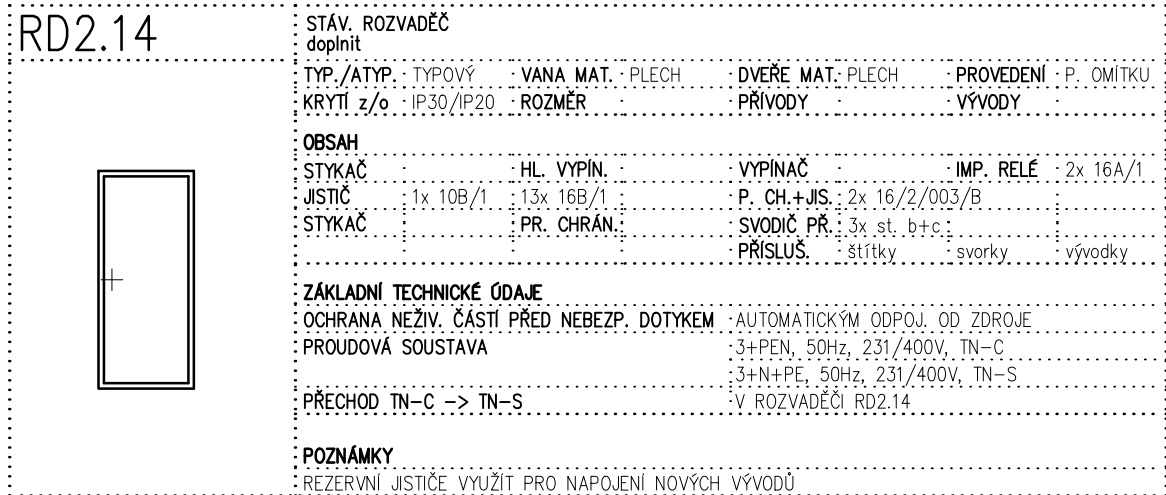 RD2.14
STÁV. ROZVADĚČ
doplnit
TYP./ATYP. TYPOVÝ VANA MAT. PLECH DVEŘE MAT. PLECH PROVEDENÍ P. OMÍTKU
KRYTÍ z/o IP30/IP20 ROZMĚR PŘÍVODY VÝVODY
OBSAH
STYKAČ HL. VYPÍN. VYPÍNAČ IMP. RELÉ 2x 16A/1
JISTIČ 1x 10B/1 13x 16B/1 P. CH.+JIS. 2x 16/2/003/B
STYKAČ PR. CHRÁN. SVODIČ PŘ. 3x st. b+c
PŘÍSLUŠ. štítky svorky vývodky
ZÁKLADNÍ TECHNICKÉ ÚDAJE
OCHRANA NEŽIV. ČÁSTÍ PŘED NEBEZP. DOTYKEM AUTOMATICKÝM ODPOJ. OD ZDROJE
PROUDOVÁ SOUSTAVA 3+PEN, 50Hz, 231/400V, TN-C
3+N+PE, 50Hz, 231/400V, TN-S
PŘECHOD TN-C -> TN-S V ROZVADĚČI RD2.14
POZNÁMKY
REZERVNÍ JISTIČE VYUŽÍT PRO NAPOJENÍ NOVÝCH VÝVODŮ